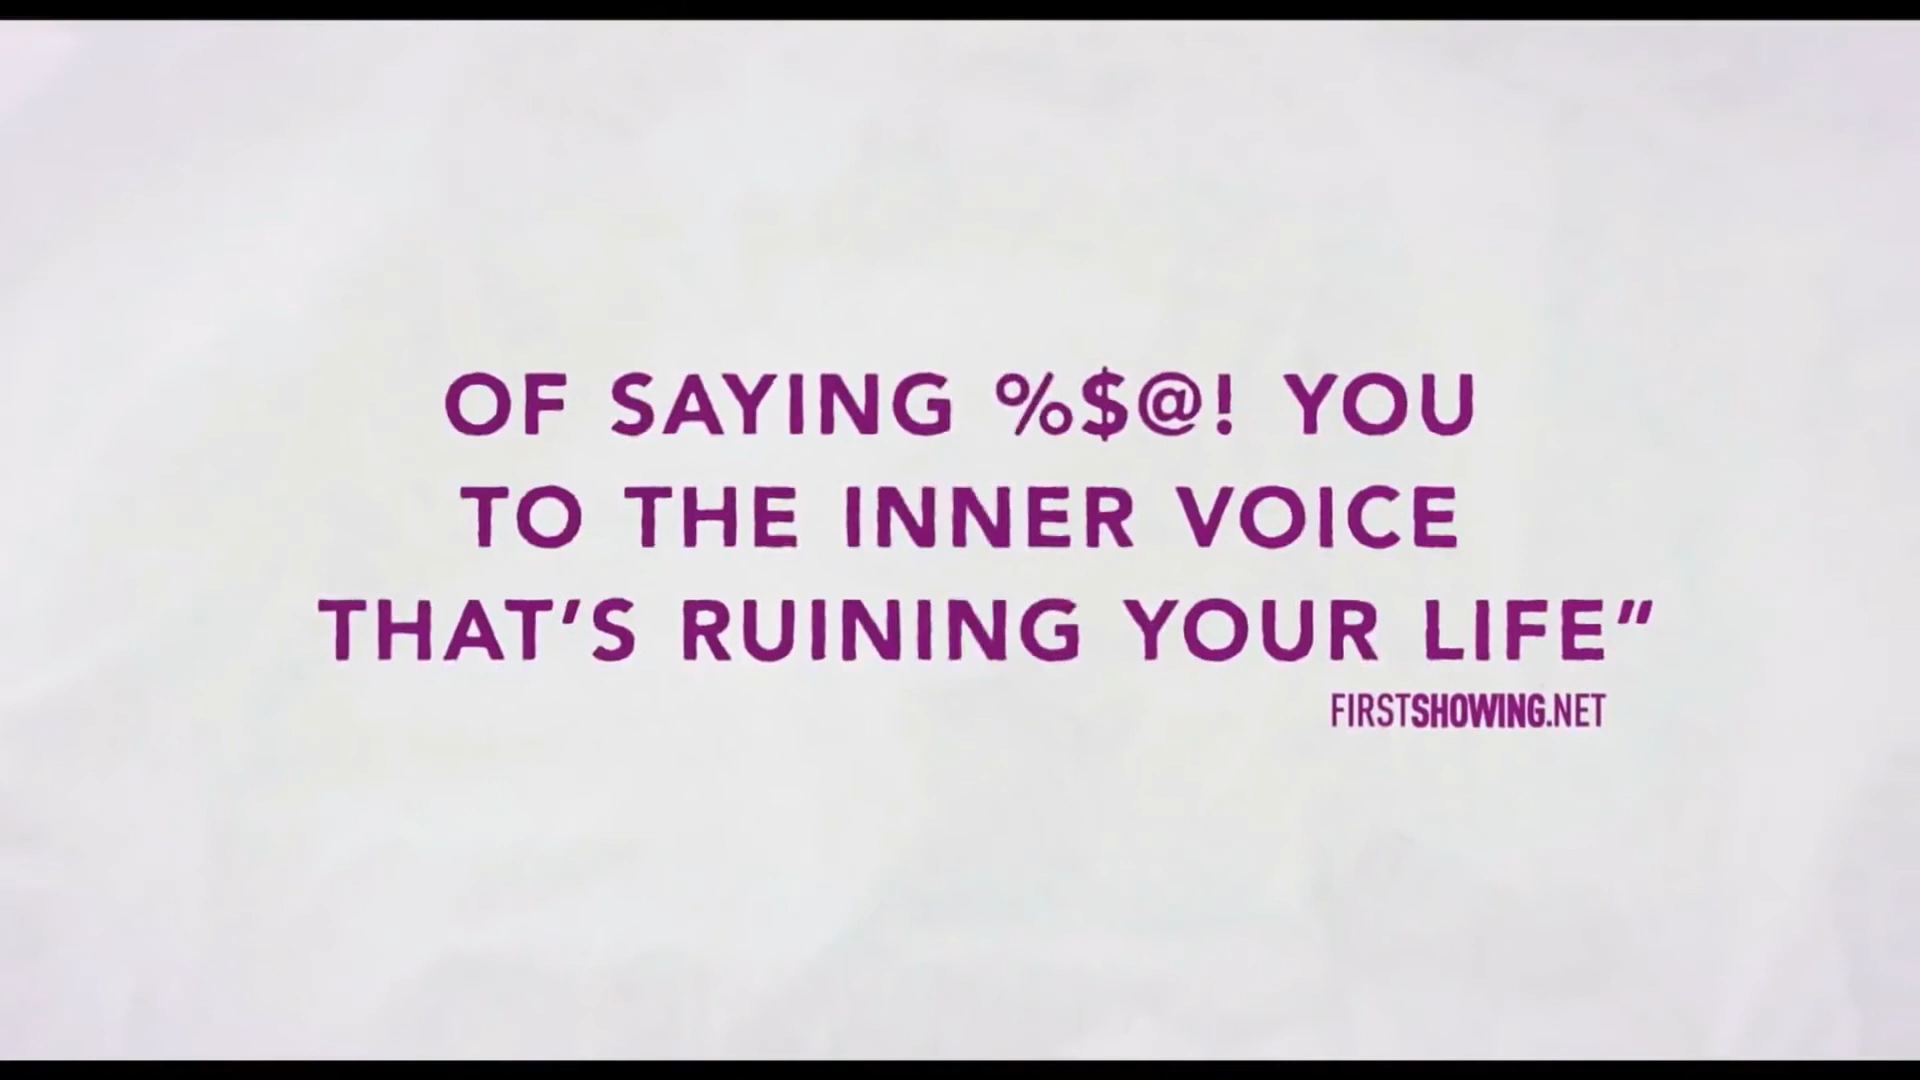 OF SAYING %$@! YOU
TO THE INNER VOICE
THAT’S RUINING YOUR LIFE”
FIRSTSHOWING.NET